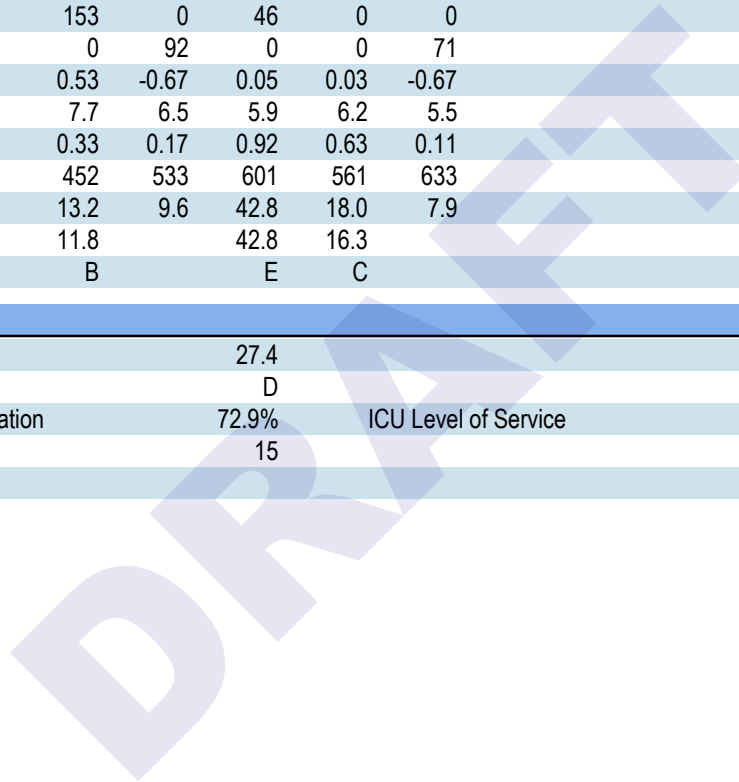 153 0 46 0 0
0 92 0 0 71
0.53 -0.67 0.05 0.03 -0.67
7.7 6.5 5.9 6.2 5.5
0.33 0.17 0.92 0.63 0.11
452 533 601 561 633
13.2 9.6 42.8 18.0 7.9
11.8 42.8 16.3
B E C
27.4
D
ation 72.9% ICU Level of Service
15
DRAFT